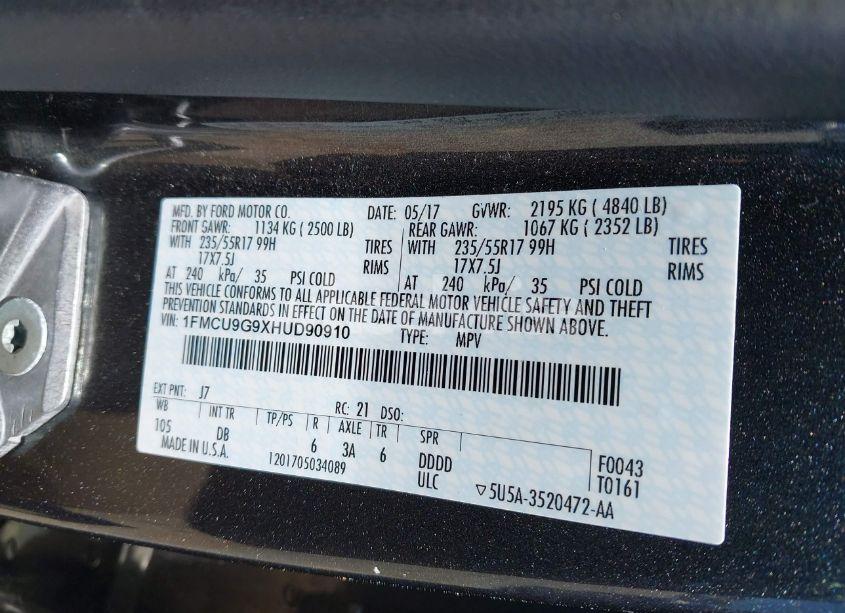 MFD. BY FORD MOTOR CO. DATE: 05/17 GVWR: 2195 KG ( 4840 LB)
FRONT GAWR: 1134 KG ( 2500 LB) REAR GAWR: 1067 KG ( 2352 LB)
WITH 235/55R17 99H TIRES WITH 235/55R17 99H TIRES
17X7.5J RIMS 17X7.5J RIMS
AT 240 kPa/ 35 PSI COLD AT 240 kPa/ 35 PSI COLD
THIS VEHICLE CONFORMS TO ALL APPLICABLE FEDERAL MOTOR VEHICLE SAFETY AND THEFT
PREVENTION STANDARDS IN EFFECT ON THE DATE OF MANUFACTURE SHOWN ABOVE.
VIN: 1FMCU9G9XHUD90910 TYPE: MPV
EXT PNT: J7 RC: 21 DSO:
WB INT TR TP/PS R AXLE TR SPR
105 DB 6 3A 6 DDDD F0043
MADE IN U.S.A. 1201705034089 ULC T0161
▽5U5A-3520472-AA